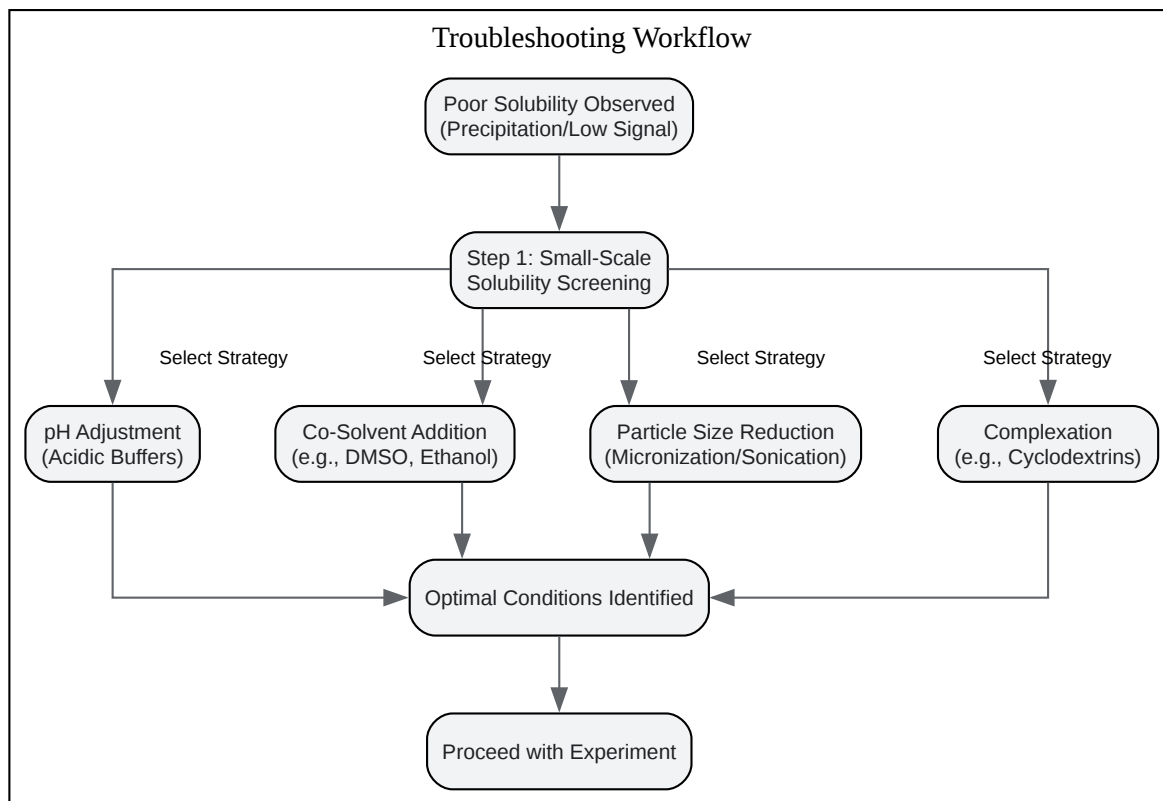 Troubleshooting Workflow
Poor Solubility Observed
(Precipitation/Low Signal)
Step 1: Small-Scale
Solubility Screening
Select Strategy
Select Strategy
Select Strategy
Select Strategy
pH Adjustment
(Acidic Buffers)
Co-Solvent Addition
(e.g., DMSO, Ethanol)
Particle Size Reduction
(Micronization/Sonication)
Complexation
(e.g., Cyclodextrins)
Optimal Conditions Identified
Proceed with Experiment